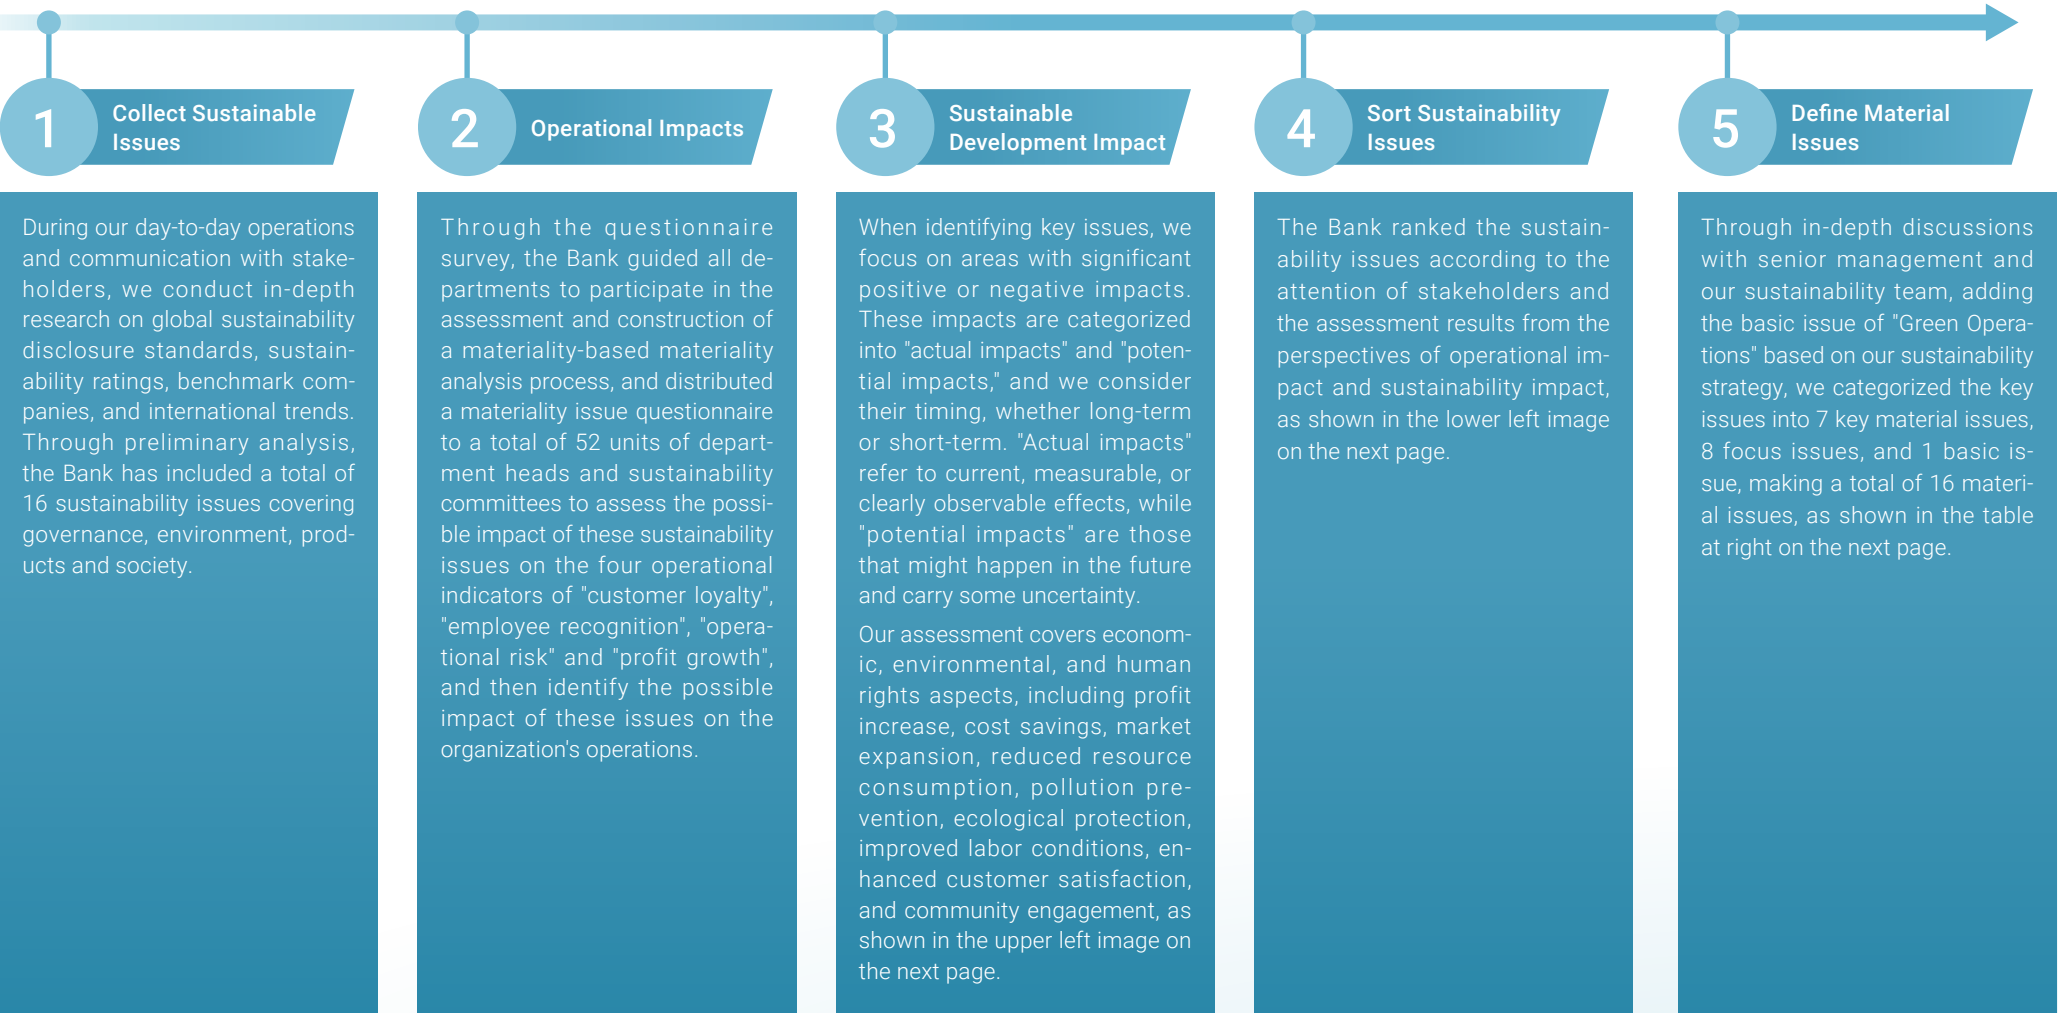 1
Collect Sustainable
Issues
During our day-to-day operations
and communication with stake-
holders, we conduct in-depth
research on global sustainability
disclosure standards, sustain-
ability ratings, benchmark com-
panies, and international trends.
Through preliminary analysis,
the Bank has included a total of
16 sustainability issues covering
governance, environment, prod-
ucts and society.
2
Operational Impacts
Through the questionnaire
survey, the Bank guided all de-
partments to participate in the
assessment and construction of
a materiality-based materiality
analysis process, and distributed
a materiality issue questionnaire
to a total of 52 units of depart-
ment heads and sustainability
committees to assess the possi-
ble impact of these sustainability
issues on the four operational
indicators of "customer loyalty",
"employee recognition", "opera-
tional risk" and "profit growth",
and then identify the possible
impact of these issues on the
organization's operations.
3
Sustainable
Development Impact
When identifying key issues, we
focus on areas with significant
positive or negative impacts.
These impacts are categorized
into "actual impacts" and "poten-
tial impacts," and we consider
their timing, whether long-term
or short-term. "Actual impacts"
refer to current, measurable, or
clearly observable effects, while
"potential impacts" are those
that might happen in the future
and carry some uncertainty.
Our assessment covers econom-
ic, environmental, and human
rights aspects, including profit
increase, cost savings, market
expansion, reduced resource
consumption, pollution pre-
vention, ecological protection,
improved labor conditions, en-
hanced customer satisfaction,
and community engagement, as
shown in the upper left image on
the next page.
4
Sort Sustainability
Issues
The Bank ranked the sustain-
ability issues according to the
attention of stakeholders and
the assessment results from the
perspectives of operational im-
pact and sustainability impact,
as shown in the lower left image
on the next page.
5
Define Material
Issues
Through in-depth discussions
with senior management and
our sustainability team, adding
the basic issue of "Green Opera-
tions" based on our sustainability
strategy, we categorized the key
issues into 7 key material issues,
8 focus issues, and 1 basic is-
sue, making a total of 16 materi-
al issues, as shown in the table
at right on the next page.